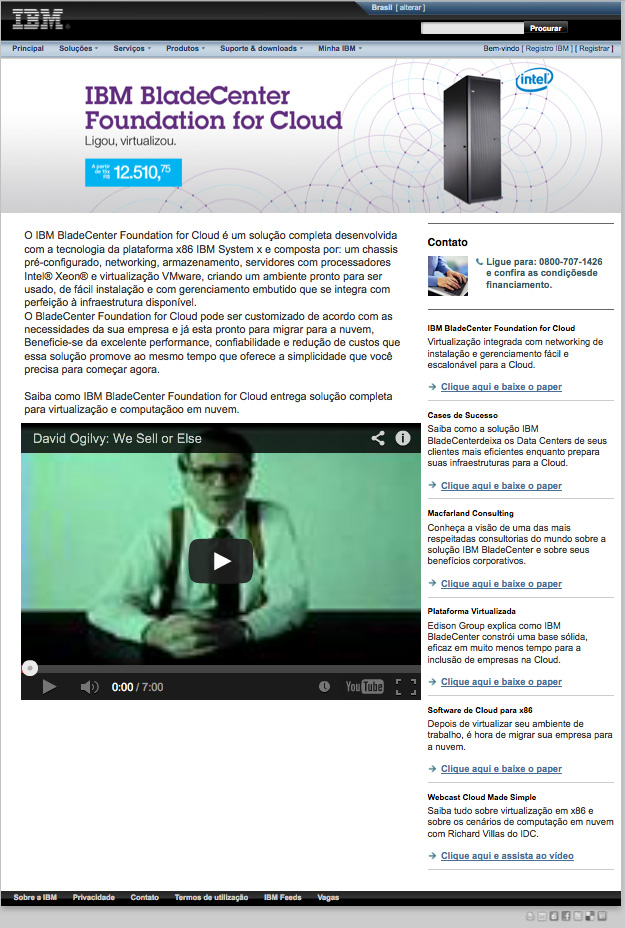 IBM
Brasil [ alterar ]
Procurar
Principal Soluções Serviços Produtos Suporte & downloads Minha IBM Bem-vindo [ Registro IBM ] [ Registrar ]
IBM BladeCenter
Foundation for Cloud
Ligou, virtualizou.
A partir
de 15x
R$ 12.510,75
intel
O IBM BladeCenter Foundation for Cloud é um solução completa desenvolvida
com a tecnologia da plataforma x86 IBM System x e composta por: um chassis
pré-configurado, networking, armazenamento, servidores com processadores
Intel® Xeon® e virtualização VMware, criando um ambiente pronto para ser
usado, de fácil instalação e com gerenciamento embutido que se integra com
perfeição à infraestrutura disponível.
O BladeCenter Foundation for Cloud pode ser customizado de acordo com as
necessidades da sua empresa e já esta pronto para migrar para a nuvem,
Beneficie-se da excelente performance, confiabilidade e redução de custos que
essa solução promove ao mesmo tempo que oferece a simplicidade que você
precisa para começar agora.
Saiba como IBM BladeCenter Foundation for Cloud entrega solução completa
para virtualização e computaçãoo em nuvem.
David Ogilvy: We Sell or Else
0:00 / 7:00
YouTube
Contato
Ligue para: 0800-707-1426
e confira as condiçõesde
financiamento.
IBM BladeCenter Foundation for Cloud
Virtualização integrada com networking de
instalação e gerenciamento fácil e
escalonável para a Cloud.
Clique aqui e baixe o paper
Cases de Sucesso
Saiba como a solução IBM
BladeCenterdeixa os Data Centers de seus
clientes mais eficientes enquanto prepara
suas infraestruturas para a Cloud.
Clique aqui e baixe o paper
Macfarland Consulting
Conheça a visão de uma das mais
respeitadas consultorias do mundo sobre a
solução IBM BladeCenter e sobre seus
benefícios corporativos.
Clique aqui e baixe o paper
Plataforma Virtualizada
Edison Group explica como IBM
BladeCenter constrói uma base sólida,
eficaz em muito menos tempo para a
inclusão de empresas na Cloud.
Clique aqui e baixe o paper
Software de Cloud para x86
Depois de virtualizar seu ambiente de
trabalho, é hora de migrar sua empresa para
a nuvem.
Clique aqui e baixe o paper
Webcast Cloud Made Simple
Saiba tudo sobre virtualização em x86 e
sobre os cenários de computação em nuvem
com Richard Villas do IDC.
Clique aqui e assista ao vídeo
Sobre a IBM Privacidade Contato Termos de utilização IBM Feeds Vagas